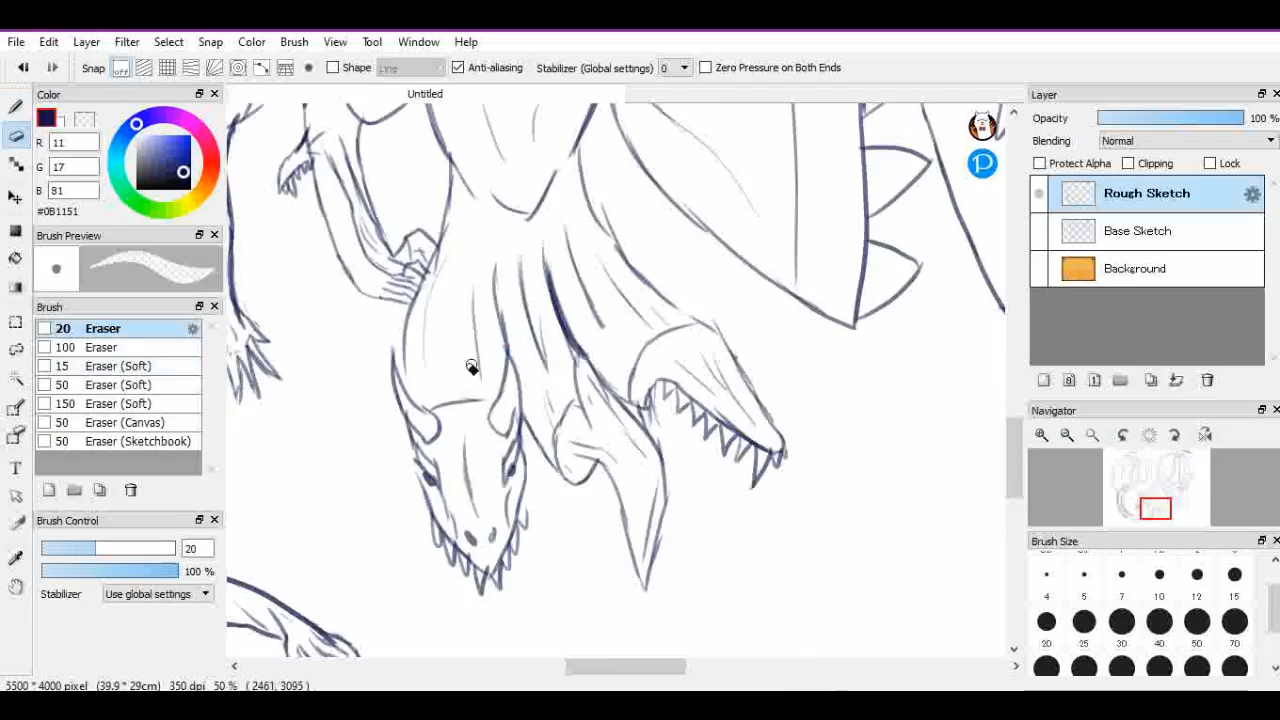 File Edit Layer Filter Select Snap Color Brush View Tool Window Help
Snap off Shape Anti-aliasing Stabilizer (Global settings) 0 Zero Pressure on Both Ends
Color
R 11
G 17
B 81
#0B1151
Brush Preview
Brush
20 Eraser
100 Eraser
15 Eraser (Soft)
50 Eraser (Soft)
150 Eraser (Soft)
50 Eraser (Canvas)
50 Eraser (Sketchbook)
Brush Control
20
100 %
Stabilizer Use global settings
Untitled
Layer
Opacity 100 %
Blending Normal
Protect Alpha Clipping Lock
Rough Sketch
Base Sketch
Background
Navigator
Brush Size
4 5 7 10 12 15
20 25 30 40 50 70
5500 * 4000 pixel (39.9 * 29cm) 350 dpi 50 % ( 2461, 3095 )